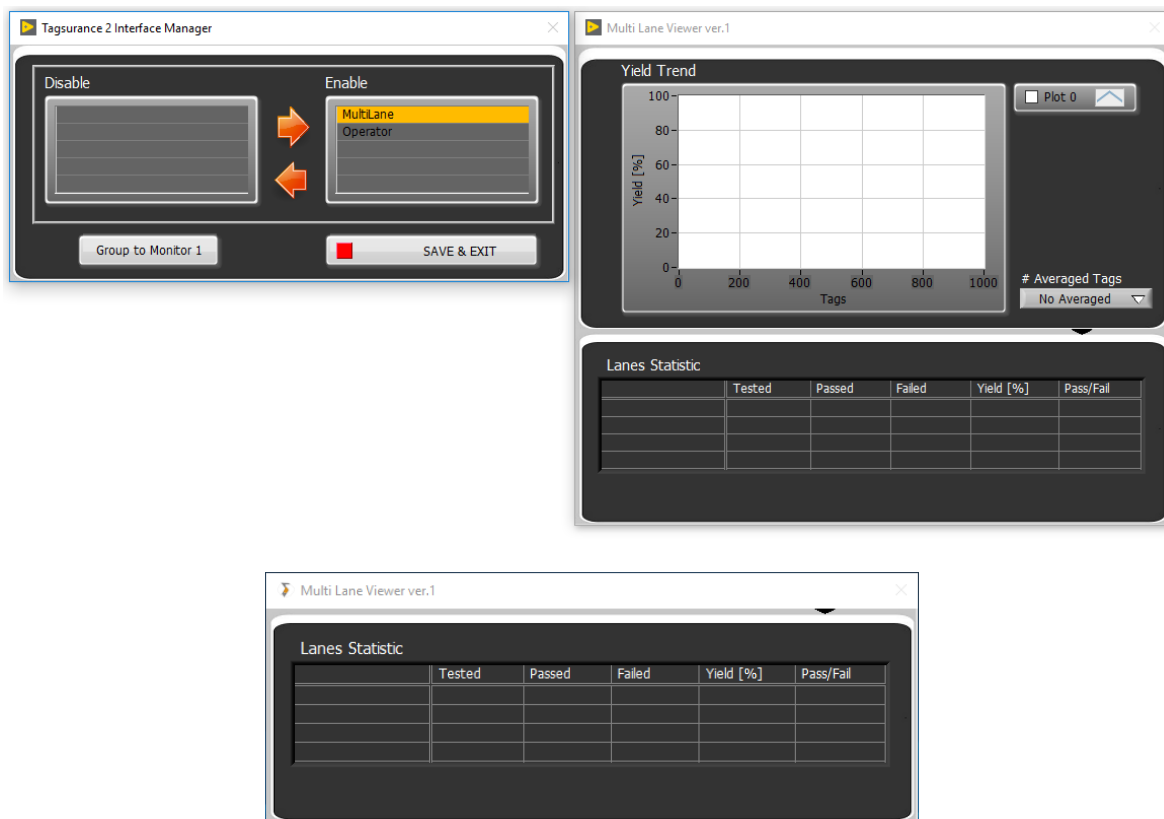 Tagsurance 2 Interface Manager
Disable
Enable
MultiLane
Operator
Group to Monitor 1
SAVE & EXIT
Multi Lane Viewer ver.1
Yield Trend
Plot 0
Yield [%]
100
80
60
40
20
0
0 200 400 600 800 1000
Tags
# Averaged Tags
No Averaged
Lanes Statistic
Tested Passed Failed Yield [%] Pass/Fail
Multi Lane Viewer ver.1
Lanes Statistic
Tested Passed Failed Yield [%] Pass/Fail